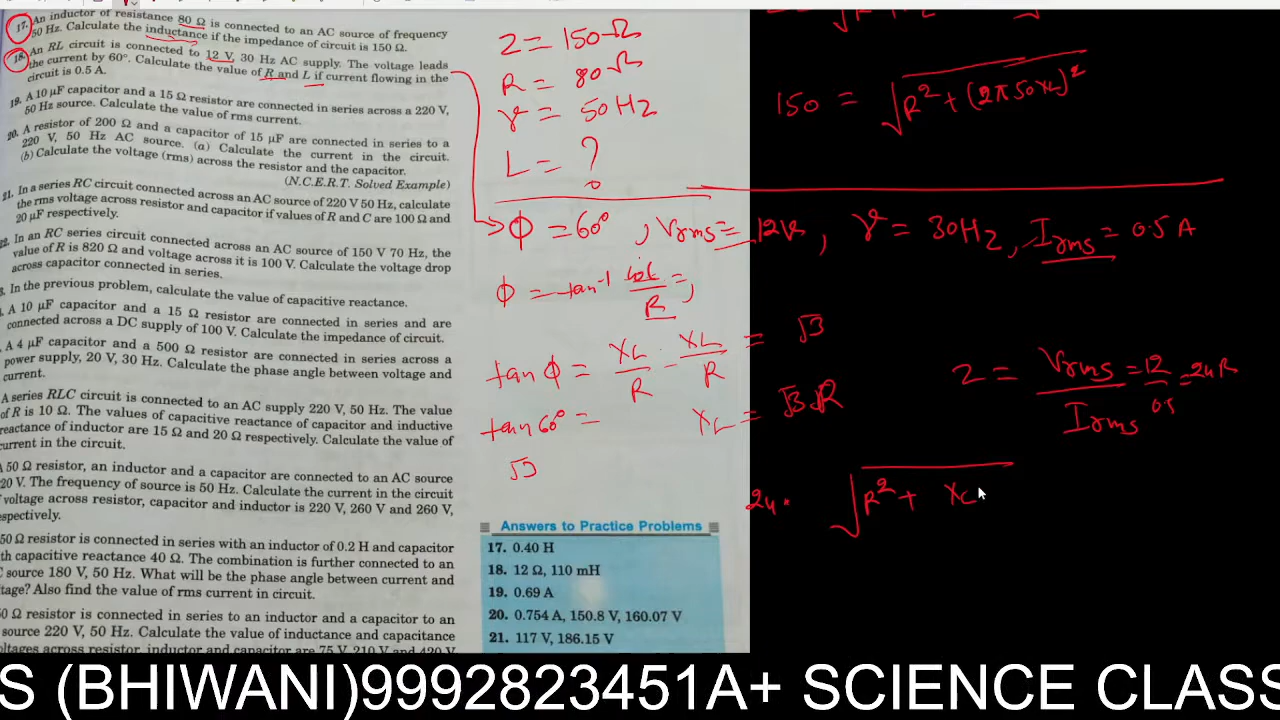 17. An inductor of resistance 80 Ω is connected to an AC source of frequency
50 Hz. Calculate the inductance if the impedance of circuit is 150 Ω.
18. An RL circuit is connected to 12 V, 30 Hz AC supply. The voltage leads
the current by 60°. Calculate the value of R and L if current flowing in the
circuit is 0.5 A.
19. A 10 μF capacitor and a 15 Ω resistor are connected in series across a 220 V,
50 Hz source. Calculate the value of rms current.
20. A resistor of 200 Ω and a capacitor of 15 μF are connected in series to a
220 V, 50 Hz AC source. (a) Calculate the current in the circuit.
(b) Calculate the voltage (rms) across the resistor and the capacitor.
(N.C.E.R.T. Solved Example)
21. In a series RC circuit connected across an AC source of 220 V 50 Hz, calculate
the rms voltage across resistor and capacitor if values of R and C are 100 Ω and
20 μF respectively.
22. In an RC series circuit connected across an AC source of 150 V 70 Hz, the
value of R is 820 Ω and voltage across it is 100 V. Calculate the voltage drop
across capacitor connected in series.
In the previous problem, calculate the value of capacitive reactance.
A 10 μF capacitor and a 15 Ω resistor are connected in series and are
connected across a DC supply of 100 V. Calculate the impedance of circuit.
A 4 μF capacitor and a 500 Ω resistor are connected in series across a
power supply, 20 V, 30 Hz. Calculate the phase angle between voltage and
current.
A series RLC circuit is connected to an AC supply 220 V, 50 Hz. The value
of R is 10 Ω. The values of capacitive reactance of capacitor and inductive
reactance of inductor are 15 Ω and 20 Ω respectively. Calculate the value of
current in the circuit.
50 Ω resistor, an inductor and a capacitor are connected to an AC source
20 V. The frequency of source is 50 Hz. Calculate the current in the circuit
voltage across resistor, capacitor and inductor is 220 V, 260 V and 260 V,
spectively.
50 Ω resistor is connected in series with an inductor of 0.2 H and capacitor
th capacitive reactance 40 Ω. The combination is further connected to an
source 180 V, 50 Hz. What will be the phase angle between current and
tage? Also find the value of rms current in circuit.
0 Ω resistor is connected in series to an inductor and a capacitor to an
source 220 V, 50 Hz. Calculate the value of inductance and capacitance
oltages across resistor, inductor and capacitor are 75 V, 210 V and 420 V
Z = 150Ω
R = 80Ω
ν = 50Hz
L = ?
150 = √R² + (2π50×L)²
ϕ = 60°, Vrms = 12V, ν = 30Hz, Irms = 0.5 A
ϕ = tan⁻¹ ωL/R =,
tan ϕ = XL/R - XL/R = √3
tan 60° = XL = √3 R
√3
Z = Vrms/Irms = 12/0.5 = 24Ω
24 · √R² + XL
Answers to Practice Problems
17. 0.40 H
18. 12 Ω, 110 mH
19. 0.69 A
20. 0.754 A, 150.8 V, 160.07 V
21. 117 V, 186.15 V
S (BHIWANI)9992823451A+ SCIENCE CLASS